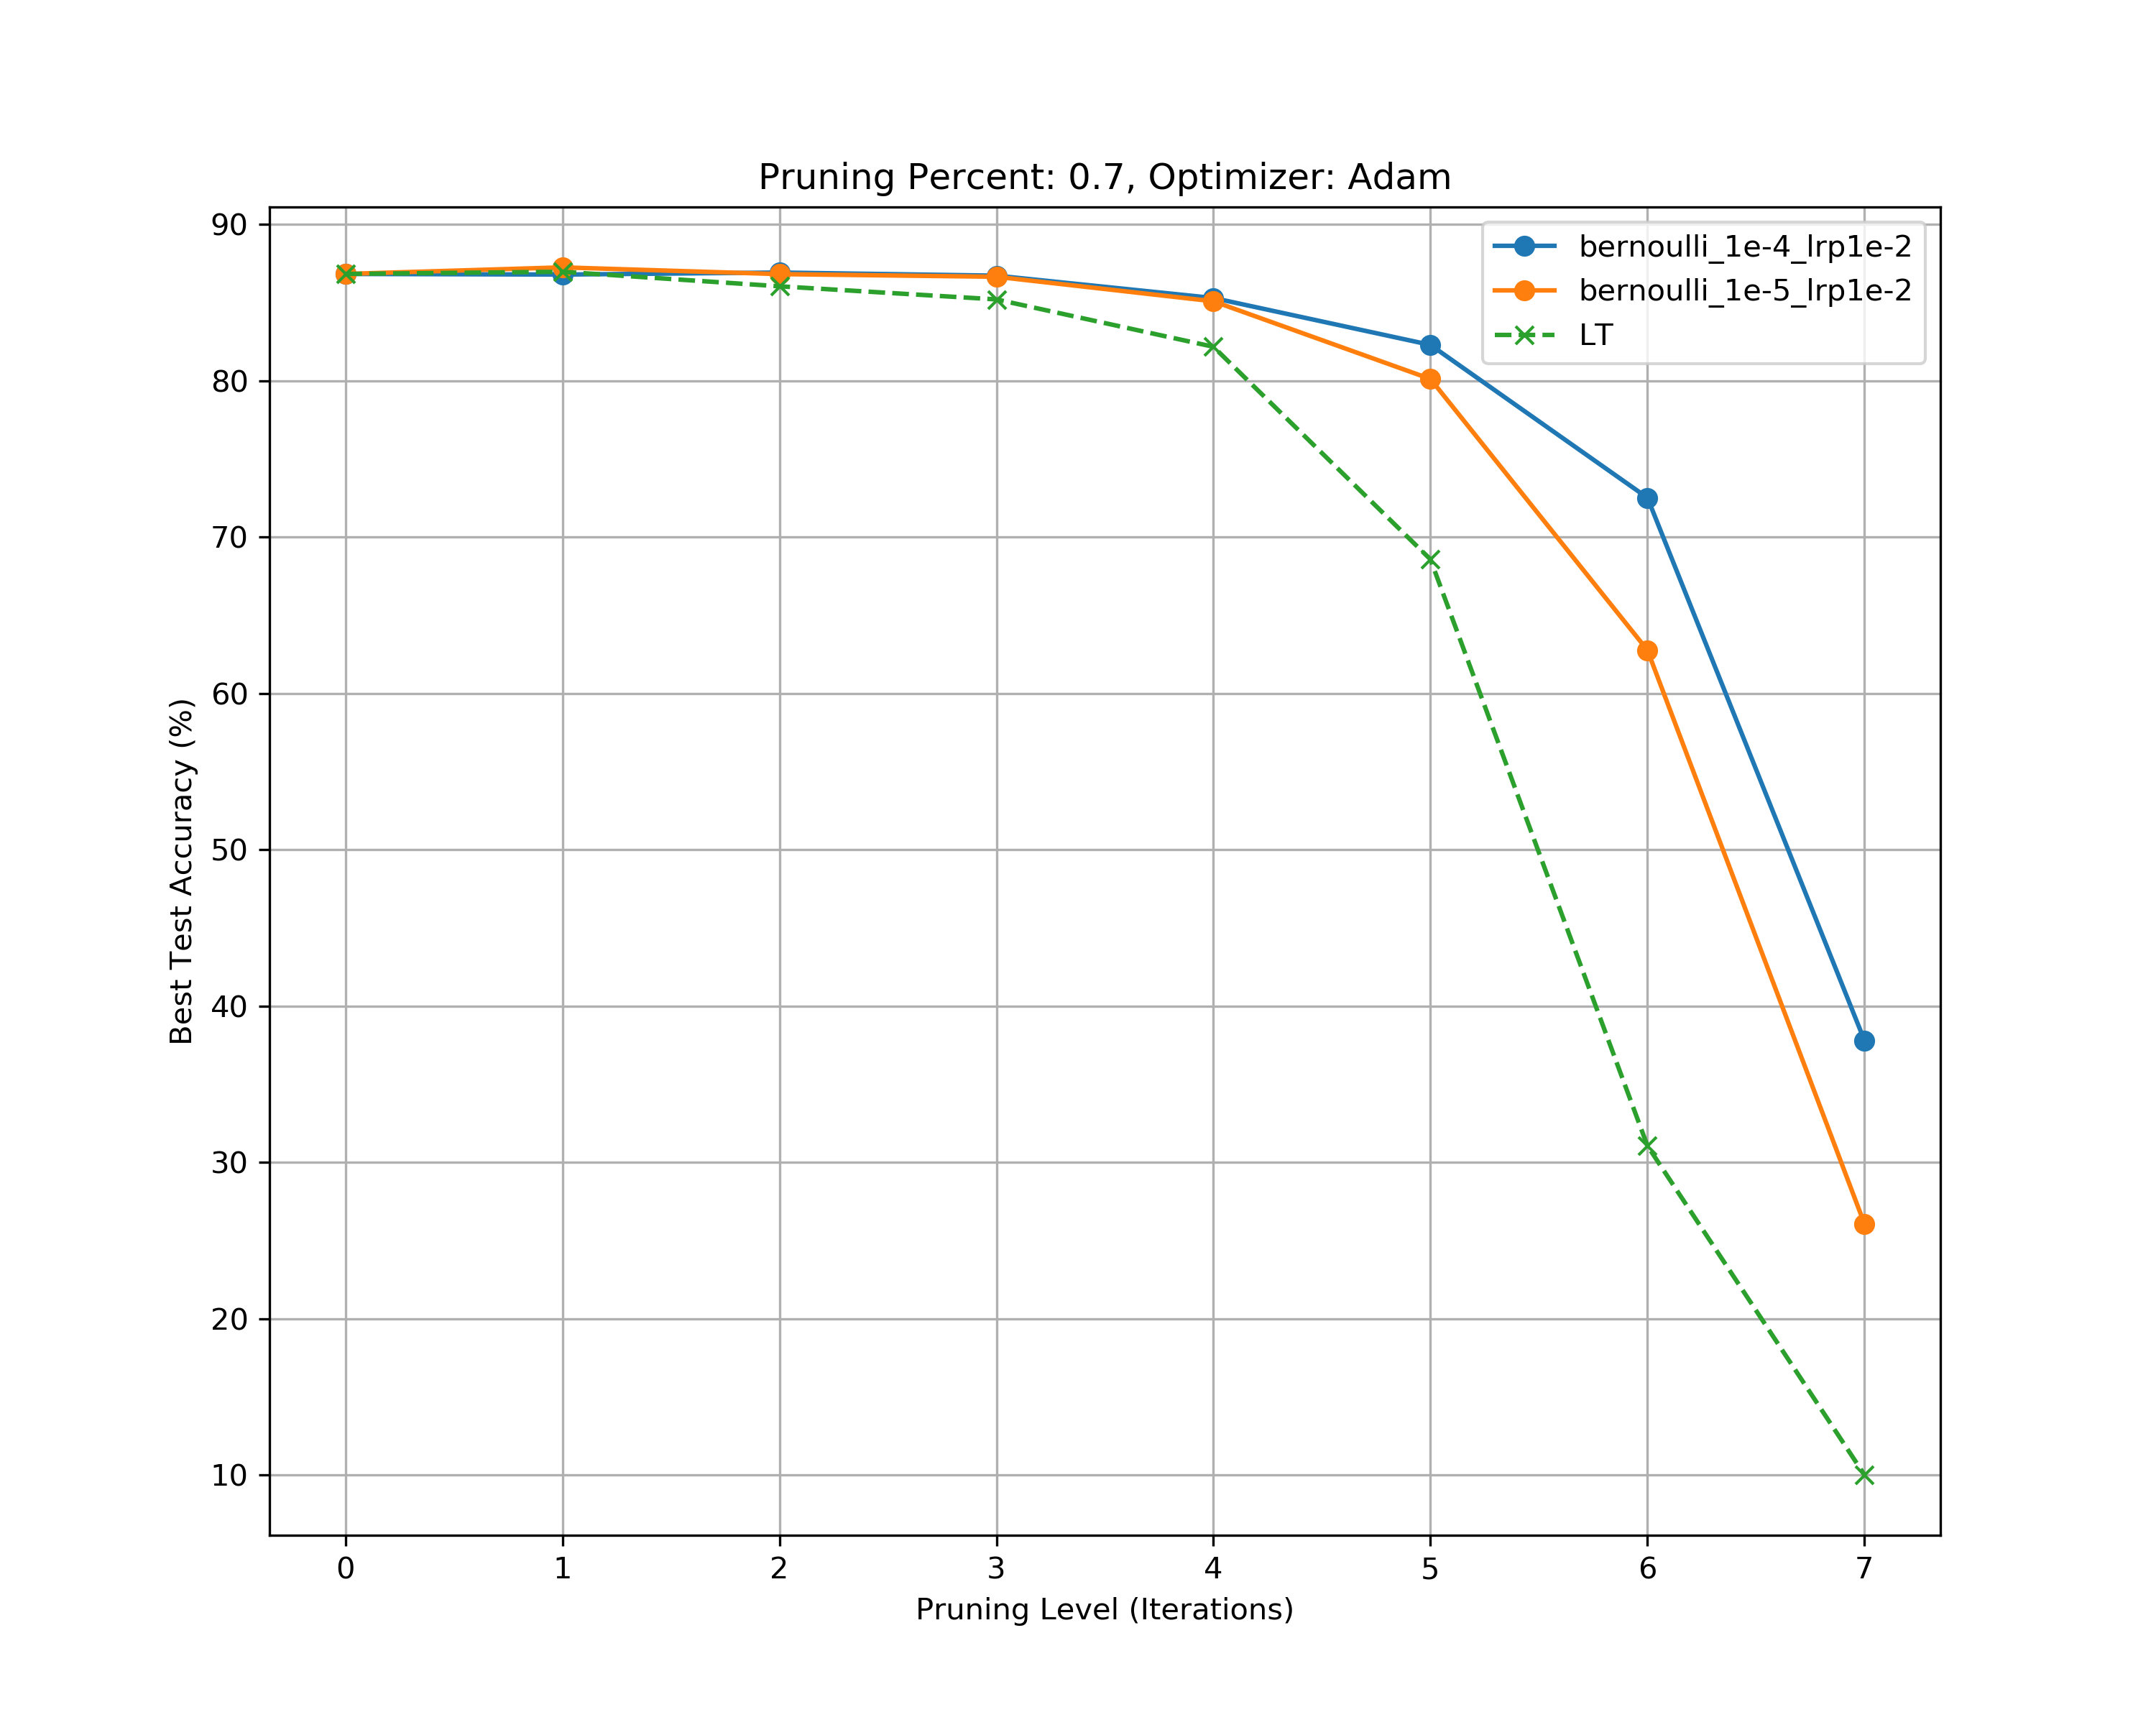 Pruning Percent: 0.7, Optimizer: Adam
bernoulli_1e-4_lrp1e-2
bernoulli_1e-5_lrp1e-2
LT
Best Test Accuracy (%)
90
80
70
60
50
40
30
20
10
0 1 2 3 4 5 6 7
Pruning Level (Iterations)